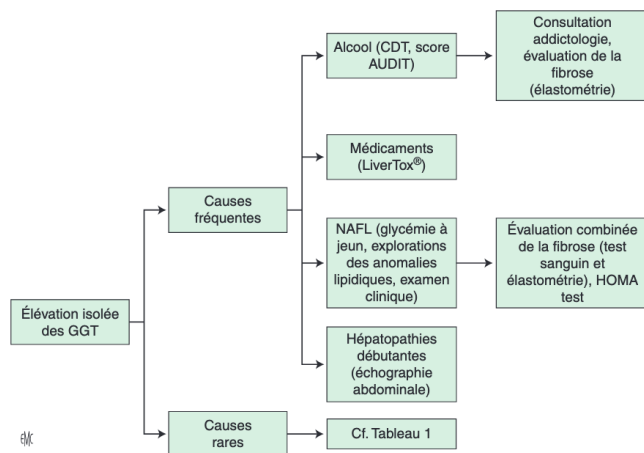 Alcool (CDT, score
AUDIT)
Consultation
addictologie,
évaluation de la
fibrose
(élastométrie)
Médicaments
(LiverTox®)
Causes
fréquentes
NAFL (glycémie à
jeun, explorations
des anomalies
lipidiques, examen
clinique)
Évaluation combinée
de la fibrose (test
sanguin et
élastométrie), HOMA
test
Élévation isolée
des GGT
Hépatopathies
débutantes
(échographie
abdominale)
Causes
rares
Cf. Tableau 1
EMC